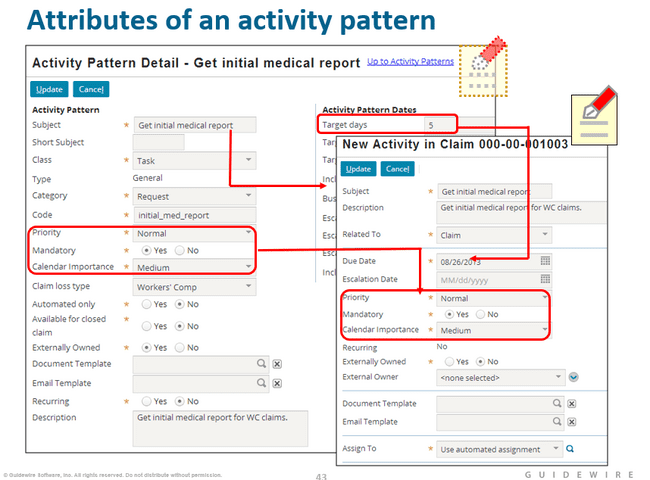 Attributes of an activity pattern
Activity Pattern Detail - Get initial medical report
Up to Activity Patterns
Update
Cancel
Activity Pattern
Subject * Get initial medical report
Short Subject
Class * Task
Type General
Category * Request
Code * initial_med_report
Priority * Normal
Mandatory * Yes No
Calendar Importance * Medium
Claim loss type Workers' Comp
Automated only * Yes No
Available for closed
claim * Yes No
Externally Owned * Yes No
Document Template
Email Template
Recurring * Yes No
Description Get initial medical report for WC claims.
Activity Pattern Dates
Target days 5
Tar
Incl
Bus
Esca
Esca
Esca
Incl
New Activity in Claim 000-00-001003
Update
Cancel
Subject * Get initial medical report
Description Get initial medical report for WC claims.
Related To * Claim
Due Date * 08/26/2013
Escalation Date MM/dd/yyyy
Priority * Normal
Mandatory * Yes No
Calendar Importance * Medium
Recurring No
Externally Owned * Yes No
External Owner <none selected>
Document Template
Email Template
Assign To * Use automated assignment
© Guidewire Software, Inc. All rights reserved. Do not distribute without permission.
43
GUIDEWIRE